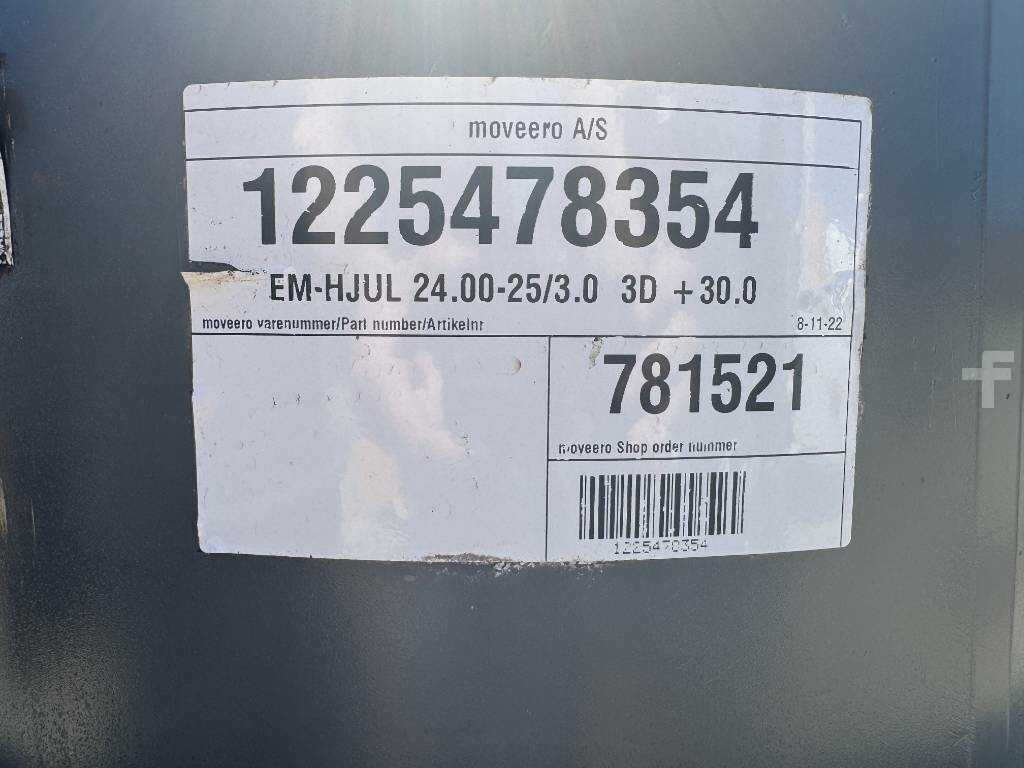 moveero A/S
1225478354
EM-HJUL 24.00-25/3.0 3D +30.0
moveero varenummer/Part number/Artikelnr
8-11-22
781521
moveero Shop order nummer
1225478354
f